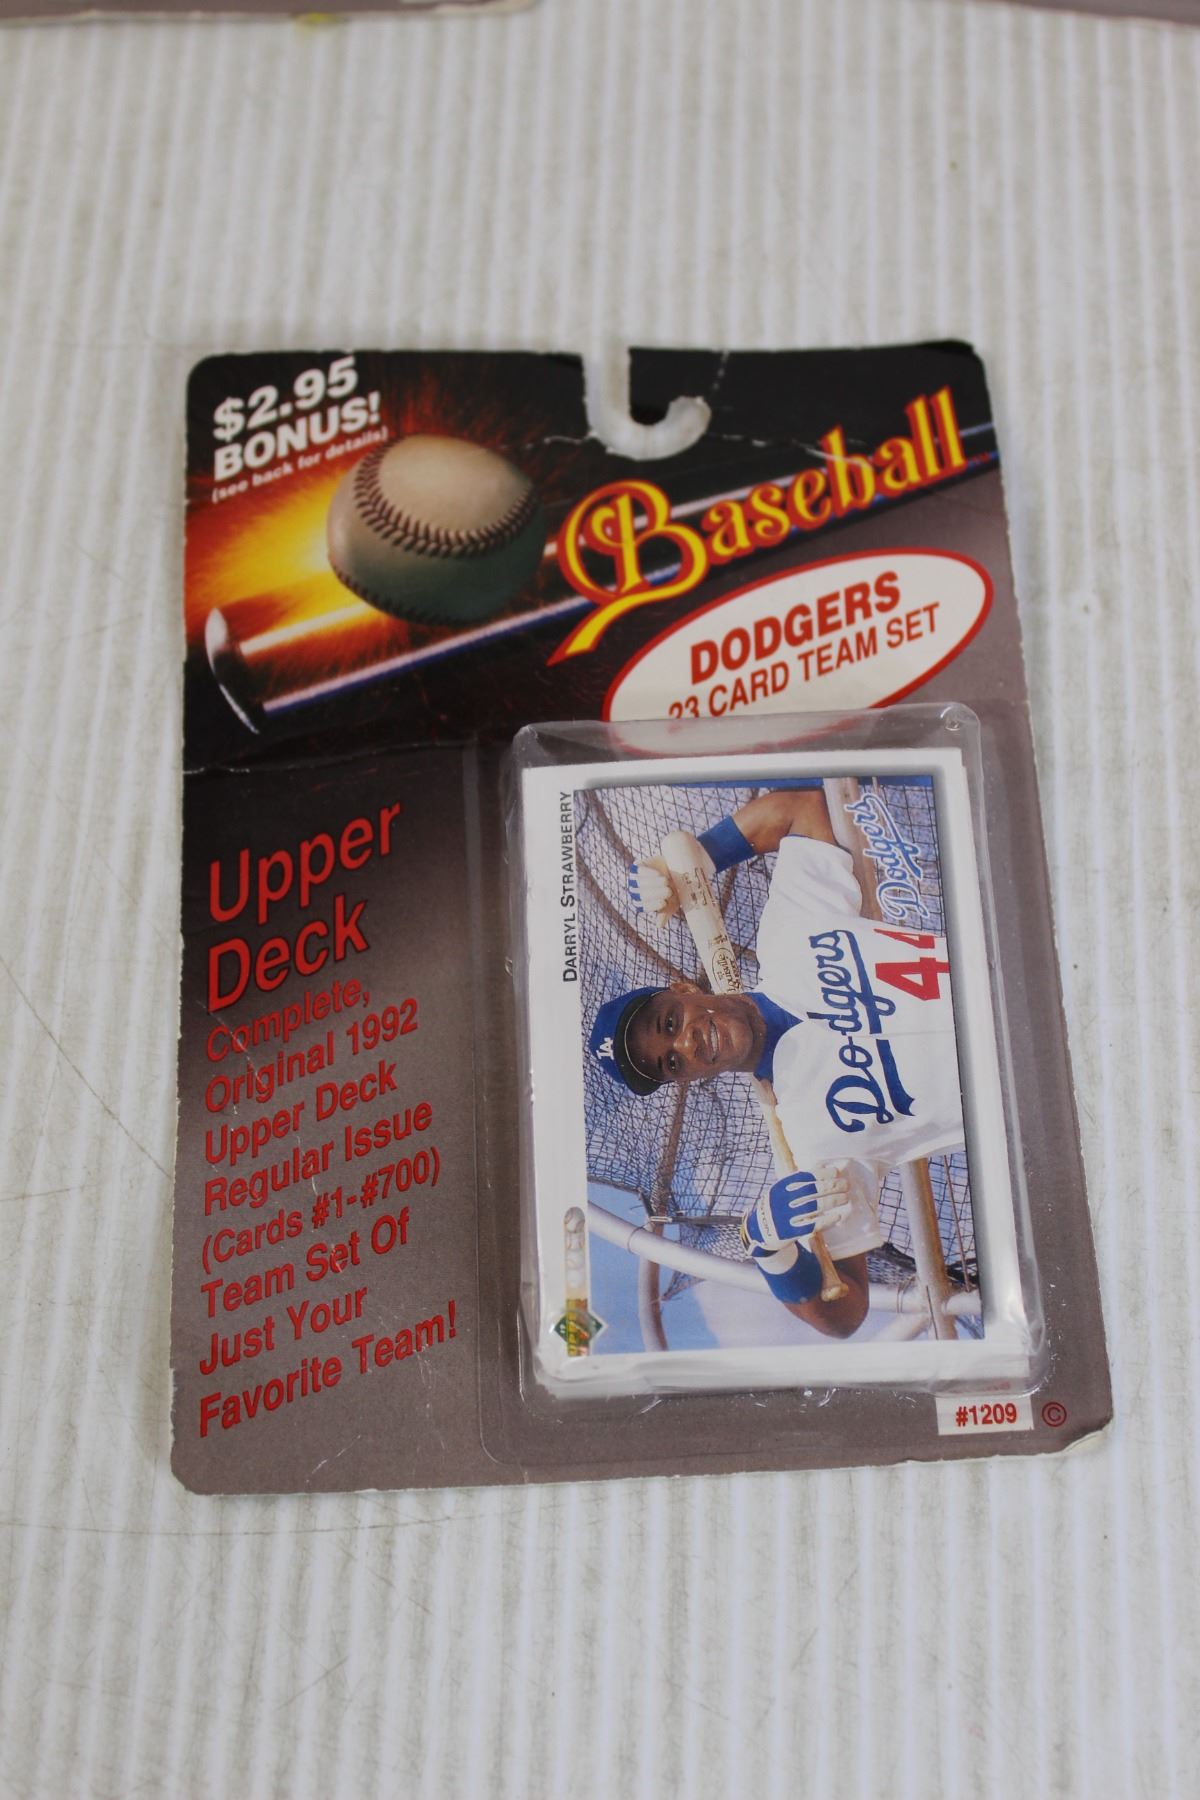 $2.95
BONUS!
(see back for details)
Baseball
DODGERS
23 CARD TEAM SET
Upper
Deck
Complete,
Original 1992
Upper Deck
Regular Issue
(Cards #1-#700)
Team Set Of
Just Your
Favorite Team!
DARRYL STRAWBERRY
Dodgers
LA
Dodgers
44
#1209 ©